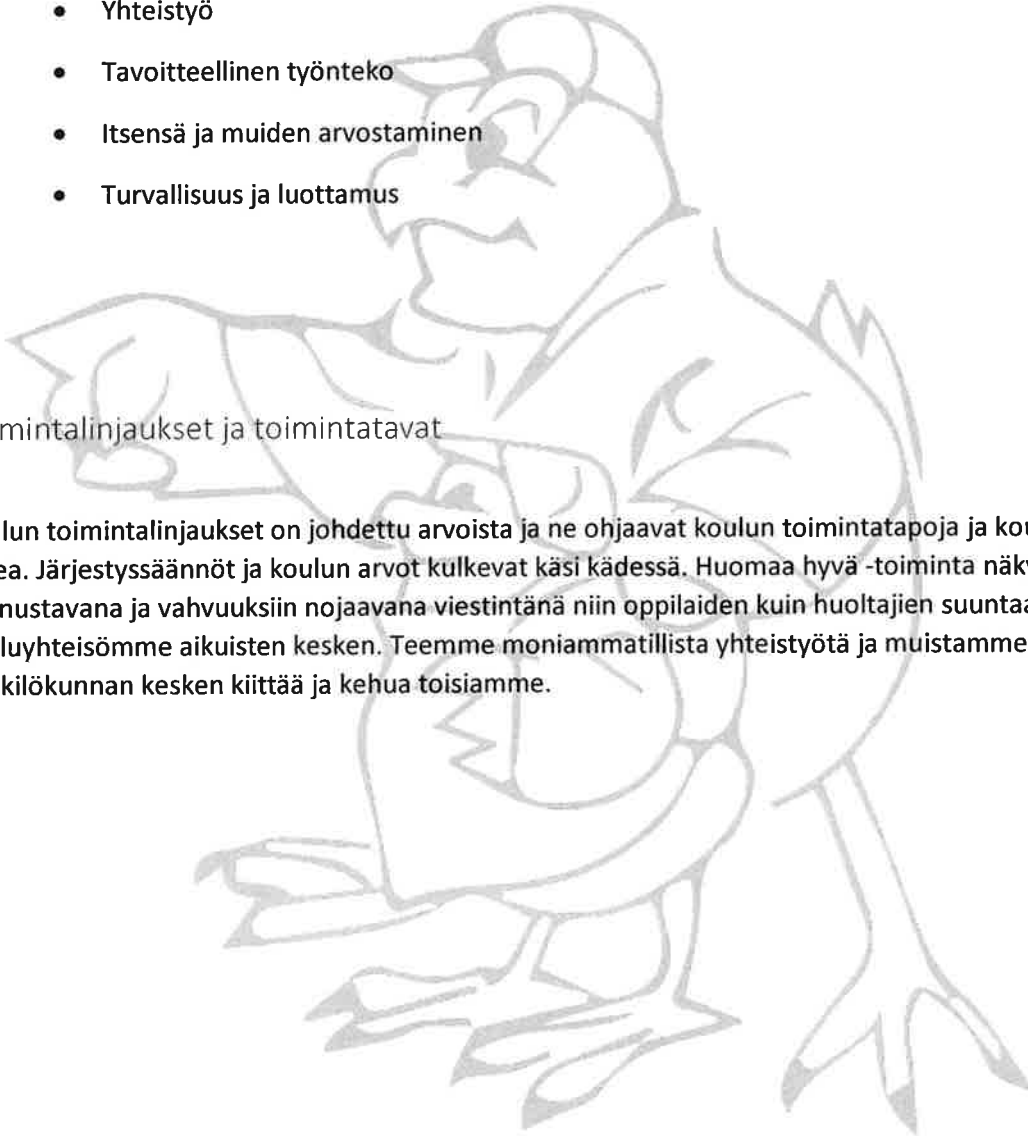 • Yhteistyö
• Tavoitteellinen työnteko
• Itsensä ja muiden arvostaminen
• Turvallisuus ja luottamus
mintalinjaukset ja toimintatavat
lun toimintalinjaukset on johdettu arvoista ja ne ohjaavat koulun toimintatapoja ja kou
ea. Järjestyssäännöt ja koulun arvot kulkevat käsi kädessä. Huomaa hyvä -toiminta näky
nustavana ja vahvuuksiin nojaavana viestintänä niin oppilaiden kuin huoltajien suuntaa
luyhteisömme aikuisten kesken. Teemme moniammatillista yhteistyötä ja muistamme
kilökunnan kesken kiittää ja kehua toisiamme.